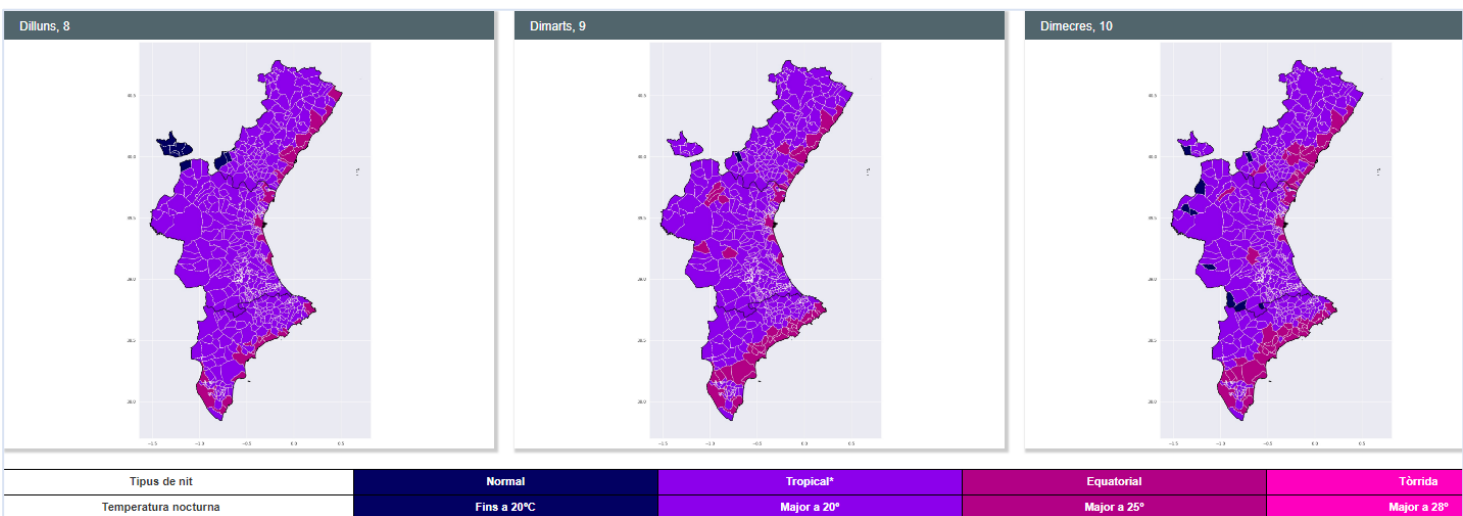 Dilluns, 8
Dimarts, 9
Dimecres, 10
Tipus de nit Normal Tropical* Equatorial Tòrrida
Temperatura nocturna Fins a 20ºC Major a 20º Major a 25º Major a 28º